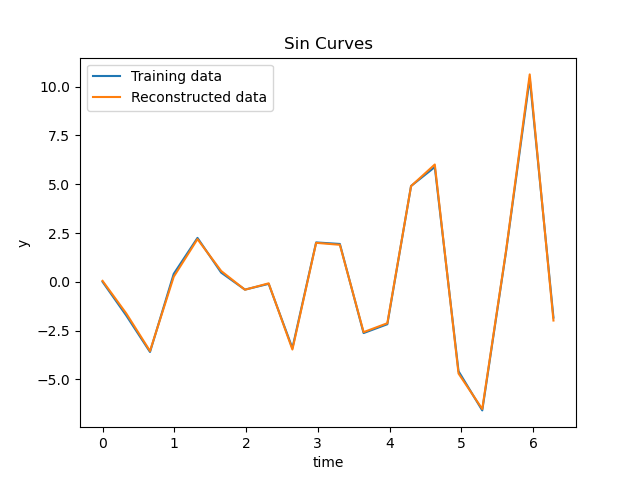 Sin Curves
Training data
Reconstructed data
10.0
7.5
5.0
2.5
0.0
−2.5
−5.0
y
0 1 2 3 4 5 6
time